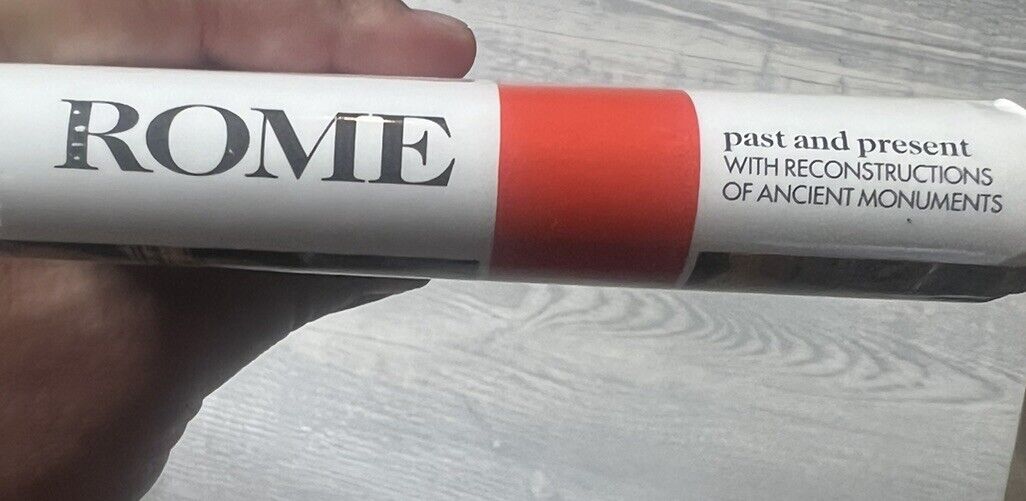 ROME
past and present
WITH RECONSTRUCTIONS
OF ANCIENT MONUMENTS